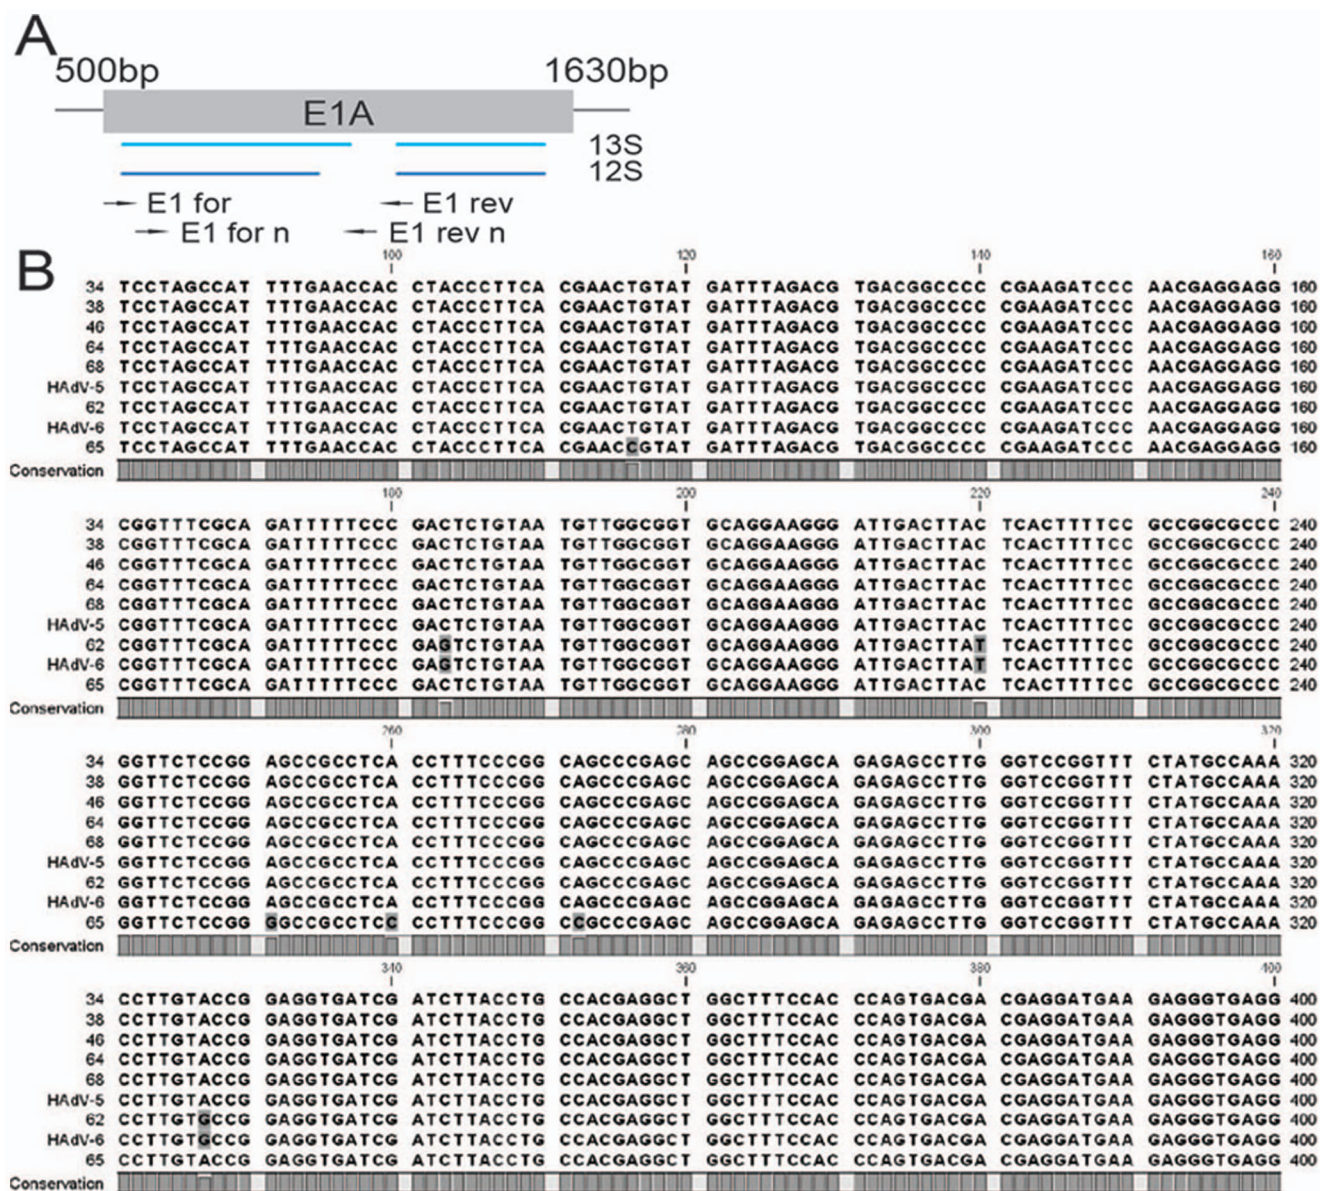 A
500bp 1630bp
E1A
13S
12S
E1 for E1 rev
E1 for n E1 rev n
B
100 120 140 160
34 TCCTAGCCAT TTTGAACCAC CTACCCTTCA CGAACTGTAT GATTTAGACG TGACGGCCCC CGAAGATCCC AACGAGGAGG 160
38 TCCTAGCCAT TTTGAACCAC CTACCCTTCA CGAACTGTAT GATTTAGACG TGACGGCCCC CGAAGATCCC AACGAGGAGG 160
46 TCCTAGCCAT TTTGAACCAC CTACCCTTCA CGAACTGTAT GATTTAGACG TGACGGCCCC CGAAGATCCC AACGAGGAGG 160
64 TCCTAGCCAT TTTGAACCAC CTACCCTTCA CGAACTGTAT GATTTAGACG TGACGGCCCC CGAAGATCCC AACGAGGAGG 160
68 TCCTAGCCAT TTTGAACCAC CTACCCTTCA CGAACTGTAT GATTTAGACG TGACGGCCCC CGAAGATCCC AACGAGGAGG 160
HAdV-5 TCCTAGCCAT TTTGAACCAC CTACCCTTCA CGAACTGTAT GATTTAGACG TGACGGCCCC CGAAGATCCC AACGAGGAGG 160
62 TCCTAGCCAT TTTGAACCAC CTACCCTTCA CGAACTGTAT GATTTAGACG TGACGGCCCC CGAAGATCCC AACGAGGAGG 160
HAdV-6 TCCTAGCCAT TTTGAACCAC CTACCCTTCA CGAACTGTAT GATTTAGACG TGACGGCCCC CGAAGATCCC AACGAGGAGG 160
65 TCCTAGCCAT TTTGAACCAC CTACCCTTCA CGAACCGTAT GATTTAGACG TGACGGCCCC CGAAGATCCC AACGAGGAGG 160
Conservation
100 200 220 240
34 CGGTTTCGCA GATTTTTCCC GACTCTGTAA TGTTGGCGGT GCAGGAAGGG ATTGACTTAC TCACTTTTCC GCCGGCGCCC 240
38 CGGTTTCGCA GATTTTTCCC GACTCTGTAA TGTTGGCGGT GCAGGAAGGG ATTGACTTAC TCACTTTTCC GCCGGCGCCC 240
46 CGGTTTCGCA GATTTTTCCC GACTCTGTAA TGTTGGCGGT GCAGGAAGGG ATTGACTTAC TCACTTTTCC GCCGGCGCCC 240
64 CGGTTTCGCA GATTTTTCCC GACTCTGTAA TGTTGGCGGT GCAGGAAGGG ATTGACTTAC TCACTTTTCC GCCGGCGCCC 240
68 CGGTTTCGCA GATTTTTCCC GACTCTGTAA TGTTGGCGGT GCAGGAAGGG ATTGACTTAC TCACTTTTCC GCCGGCGCCC 240
HAdV-5 CGGTTTCGCA GATTTTTCCC GACTCTGTAA TGTTGGCGGT GCAGGAAGGG ATTGACTTAC TCACTTTTCC GCCGGCGCCC 240
62 CGGTTTCGCA GATTTTTCCC GAGTCTGTAA TGTTGGCGGT GCAGGAAGGG ATTGACTTAT TCACTTTTCC GCCGGCGCCC 240
HAdV-6 CGGTTTCGCA GATTTTTCCC GAGTCTGTAA TGTTGGCGGT GCAGGAAGGG ATTGACTTAT TCACTTTTCC GCCGGCGCCC 240
65 CGGTTTCGCA GATTTTTCCC GACTCTGTAA TGTTGGCGGT GCAGGAAGGG ATTGACTTAC TCACTTTTCC GCCGGCGCCC 240
Conservation
260 280 300 320
34 GGTTCTCCGG AGCCGCCTCA CCTTTCCCGG CAGCCCGAGC AGCCGGAGCA GAGAGCCTTG GGTCCGGTTT CTATGCCAAA 320
38 GGTTCTCCGG AGCCGCCTCA CCTTTCCCGG CAGCCCGAGC AGCCGGAGCA GAGAGCCTTG GGTCCGGTTT CTATGCCAAA 320
46 GGTTCTCCGG AGCCGCCTCA CCTTTCCCGG CAGCCCGAGC AGCCGGAGCA GAGAGCCTTG GGTCCGGTTT CTATGCCAAA 320
64 GGTTCTCCGG AGCCGCCTCA CCTTTCCCGG CAGCCCGAGC AGCCGGAGCA GAGAGCCTTG GGTCCGGTTT CTATGCCAAA 320
68 GGTTCTCCGG AGCCGCCTCA CCTTTCCCGG CAGCCCGAGC AGCCGGAGCA GAGAGCCTTG GGTCCGGTTT CTATGCCAAA 320
HAdV-5 GGTTCTCCGG AGCCGCCTCA CCTTTCCCGG CAGCCCGAGC AGCCGGAGCA GAGAGCCTTG GGTCCGGTTT CTATGCCAAA 320
62 GGTTCTCCGG AGCCGCCTCA CCTTTCCCGG CAGCCCGAGC AGCCGGAGCA GAGAGCCTTG GGTCCGGTTT CTATGCCAAA 320
HAdV-6 GGTTCTCCGG AGCCGCCTCA CCTTTCCCGG CAGCCCGAGC AGCCGGAGCA GAGAGCCTTG GGTCCGGTTT CTATGCCAAA 320
65 GGTTCTCCGG GGCCGCCTCC CCTTTCCCGG CCGCCCGAGC AGCCGGAGCA GAGAGCCTTG GGTCCGGTTT CTATGCCAAA 320
Conservation
340 360 380 400
34 CCTTGTACCG GAGGTGATCG ATCTTACCTG CCACGAGGCT GGCTTTCCAC CCAGTGACGA CGAGGATGAA GAGGGTGAGG 400
38 CCTTGTACCG GAGGTGATCG ATCTTACCTG CCACGAGGCT GGCTTTCCAC CCAGTGACGA CGAGGATGAA GAGGGTGAGG 400
46 CCTTGTACCG GAGGTGATCG ATCTTACCTG CCACGAGGCT GGCTTTCCAC CCAGTGACGA CGAGGATGAA GAGGGTGAGG 400
64 CCTTGTACCG GAGGTGATCG ATCTTACCTG CCACGAGGCT GGCTTTCCAC CCAGTGACGA CGAGGATGAA GAGGGTGAGG 400
68 CCTTGTACCG GAGGTGATCG ATCTTACCTG CCACGAGGCT GGCTTTCCAC CCAGTGACGA CGAGGATGAA GAGGGTGAGG 400
HAdV-5 CCTTGTACCG GAGGTGATCG ATCTTACCTG CCACGAGGCT GGCTTTCCAC CCAGTGACGA CGAGGATGAA GAGGGTGAGG 400
62 CCTTGTGCCG GAGGTGATCG ATCTTACCTG CCACGAGGCT GGCTTTCCAC CCAGTGACGA CGAGGATGAA GAGGGTGAGG 400
HAdV-6 CCTTGTGCCG GAGGTGATCG ATCTTACCTG CCACGAGGCT GGCTTTCCAC CCAGTGACGA CGAGGATGAA GAGGGTGAGG 400
65 CCTTGTACCG GAGGTGATCG ATCTTACCTG CCACGAGGCT GGCTTTCCAC CCAGTGACGA CGAGGATGAA GAGGGTGAGG 400
Conservation